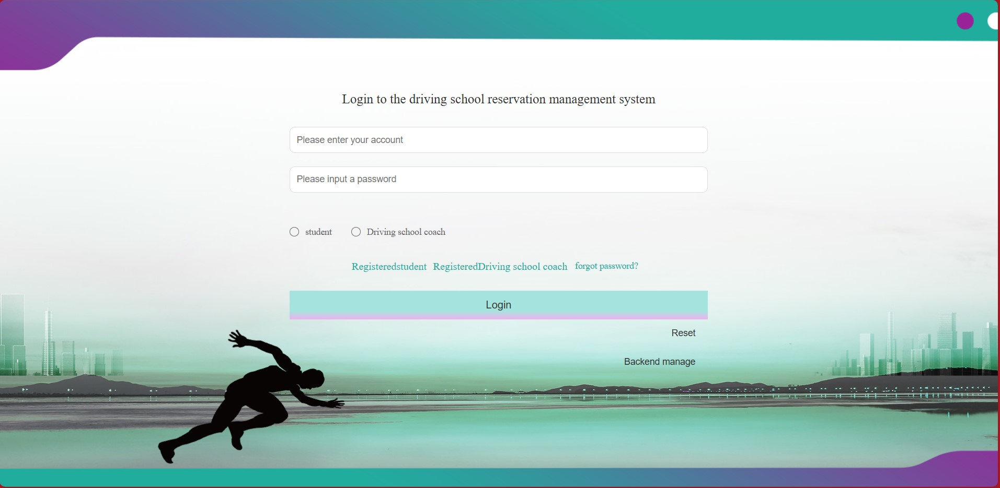 Login to the driving school reservation management system
Please enter your account
Please input a password
student Driving school coach
Registeredstudent RegisteredDriving school coach forgot password?
Login
Reset
Backend manage